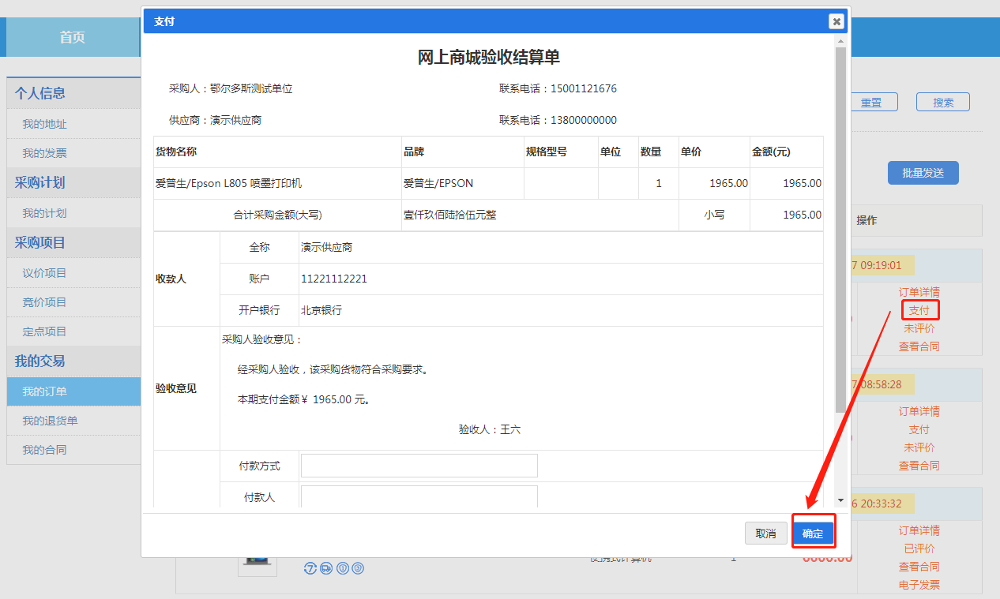 支付
首页
网上商城验收结算单
采购人：鄂尔多斯测试单位 联系电话：15001121676
供应商：演示供应商 联系电话：13800000000
货物名称 品牌 规格型号 单位 数量 单价 金额(元)
爱普生/Epson L805 喷墨打印机 爱普生/EPSON 1 1965.00 1965.00
合计采购金额(大写) 壹仟玖佰陆拾伍元整 小写 1965.00
收款人
全称 演示供应商
账户 11221112221
开户银行 北京银行
验收意见
采购人验收意见：
经采购人验收，该采购货物符合采购要求。
本期支付金额￥ 1965.00 元。
验收人：王六
付款方式
付款人
取消 确定
个人信息
我的地址
我的发票
采购计划
我的计划
采购项目
议价项目
竞价项目
定点项目
我的交易
我的订单
我的退货单
我的合同
重置 搜索
批量发送
操作
7 09:19:01
订单详情
支付
未评价
查看合同
7 08:58:28
订单详情
支付
未评价
查看合同
6 20:33:32
订单详情
已评价
查看合同
电子发票
便携式计算机 1